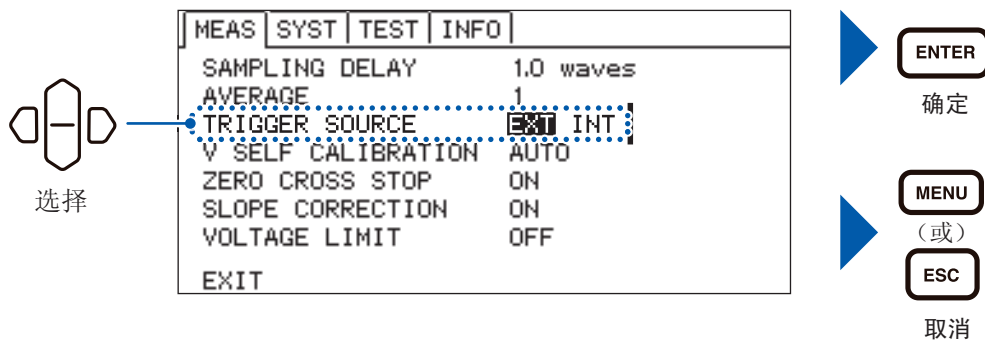 MEAS SYST TEST INFO
SAMPLING DELAY 1.0 waves
AVERAGE 1
TRIGGER SOURCE EXT INT
V SELF CALIBRATION AUTO
ZERO CROSS STOP ON
SLOPE CORRECTION ON
VOLTAGE LIMIT OFF
EXIT
选择
ENTER
确定
MENU
（或）
ESC
取消